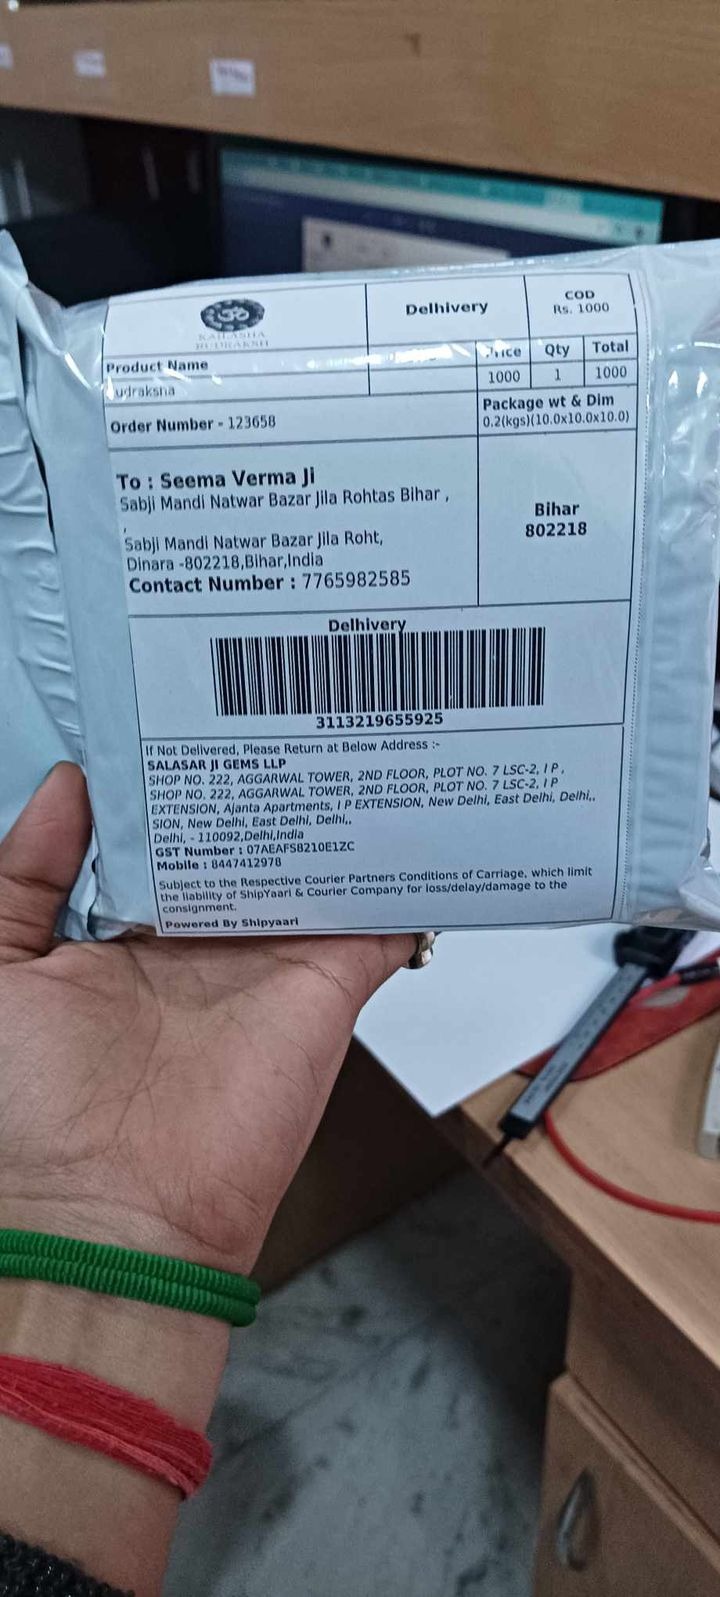 KAILASHA
RUDRAKSH
Delhivery
COD
Rs. 1000
Product Name
Price
Qty
Total
udraksha
1000
1
1000
Order Number - 123658
Package wt & Dim
0.2(kgs)(10.0x10.0x10.0)
To : Seema Verma Ji
Sabji Mandi Natwar Bazar Jila Rohtas Bihar ,
,
Sabji Mandi Natwar Bazar Jila Roht,
Dinara -802218,Bihar,India
Contact Number : 7765982585
Bihar
802218
Delhivery
3113219655925
If Not Delivered, Please Return at Below Address :-
SALASAR JI GEMS LLP
SHOP NO. 222, AGGARWAL TOWER, 2ND FLOOR, PLOT NO. 7 LSC-2, I P ,
SHOP NO. 222, AGGARWAL TOWER, 2ND FLOOR, PLOT NO. 7 LSC-2, I P
EXTENSION, Ajanta Apartments, I P EXTENSION, New Delhi, East Delhi, Delhi,,
SION, New Delhi, East Delhi, Delhi,,
Delhi, - 110092,Delhi,India
GST Number : 07AEAFS8210E1ZC
Mobile : 8447412978
Subject to the Respective Courier Partners Conditions of Carriage, which limit
the liability of ShipYaari & Courier Company for loss/delay/damage to the
consignment.
Powered By Shipyaari